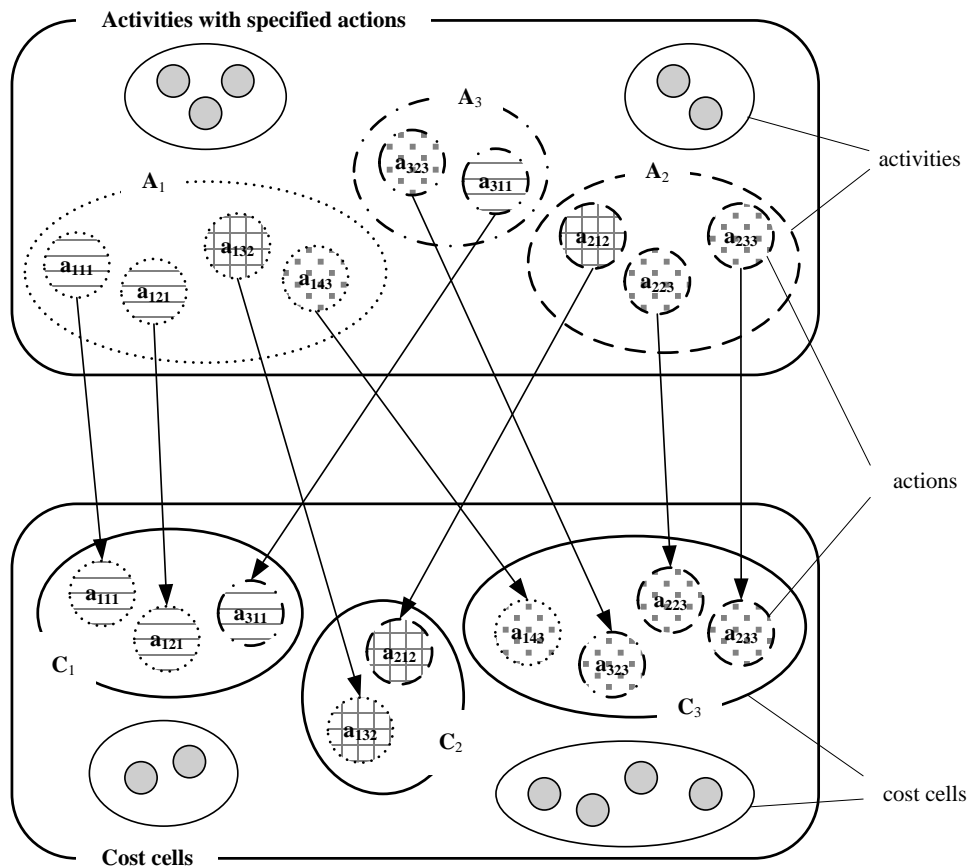 Activities with specified actions
A3
activities
A1
A2
a323
a311
a132
a212
a233
a111
a121
a143
a223
actions
a111
a311
a223
a121
a143
a233
a212
a323
C1
a132
C2
C3
cost cells
Cost cells